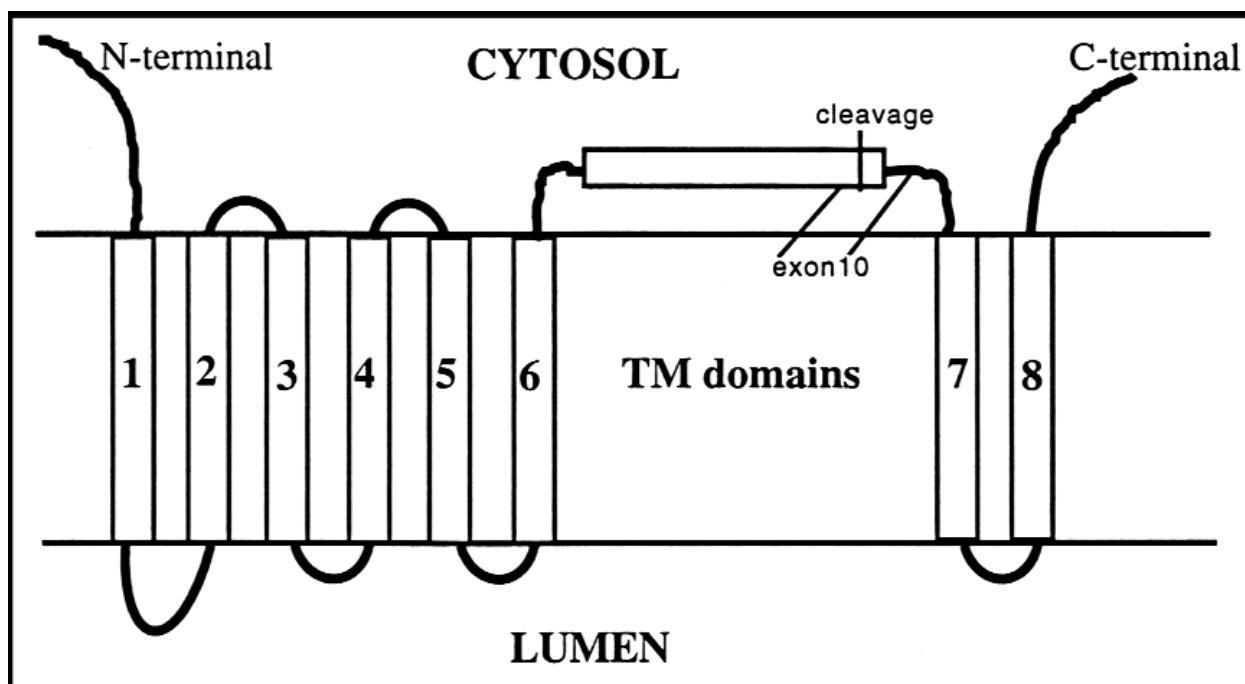 N-terminal
CYTOSOL
C-terminal
cleavage
exon10
1 2 3 4 5 6 TM domains 7 8
LUMEN